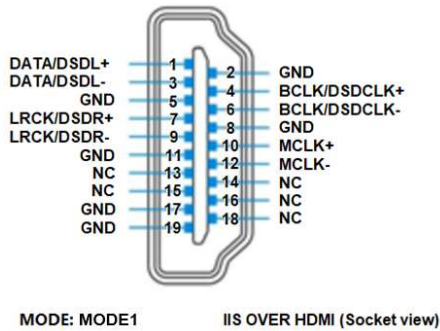 DATA/DSDL+ 1
2 GND
DATA/DSDL- 3
4 BCLK/DSDCLK+
GND 5
6 BCLK/DSDCLK-
LRCK/DSDR+ 7
8 GND
LRCK/DSDR- 9
10 MCLK+
GND 11
12 MCLK-
NC 13
14 NC
NC 15
16 NC
GND 17
18 NC
GND 19
MODE: MODE1 IIS OVER HDMI (Socket view)